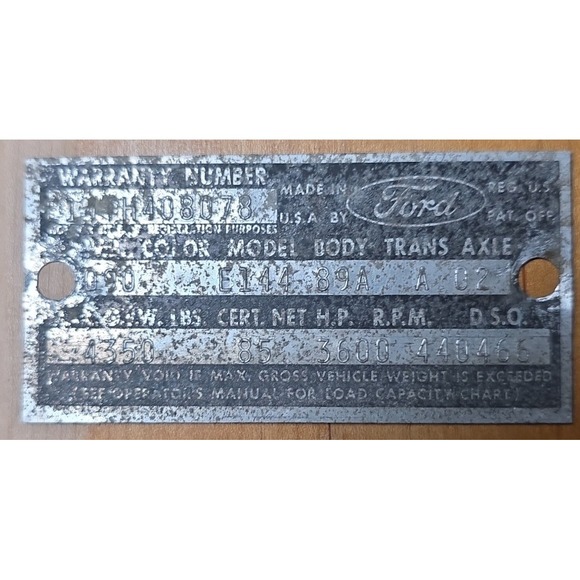 WARRANTY NUMBER
H408078
MADE IN
U.S.A. BY
Ford
REG. U.S.
PAT. OFF.
REGISTRATION PURPOSES
COLOR MODEL BODY TRANS AXLE
E144 89A A 02
G.V.W. LBS. CERT. NET H.P. R.P.M. D.S.O.
4350 85 3600 440466
WARRANTY VOID IF MAX. GROSS VEHICLE WEIGHT IS EXCEEDED
(SEE OPERATOR'S MANUAL FOR LOAD CAPACITY CHART)